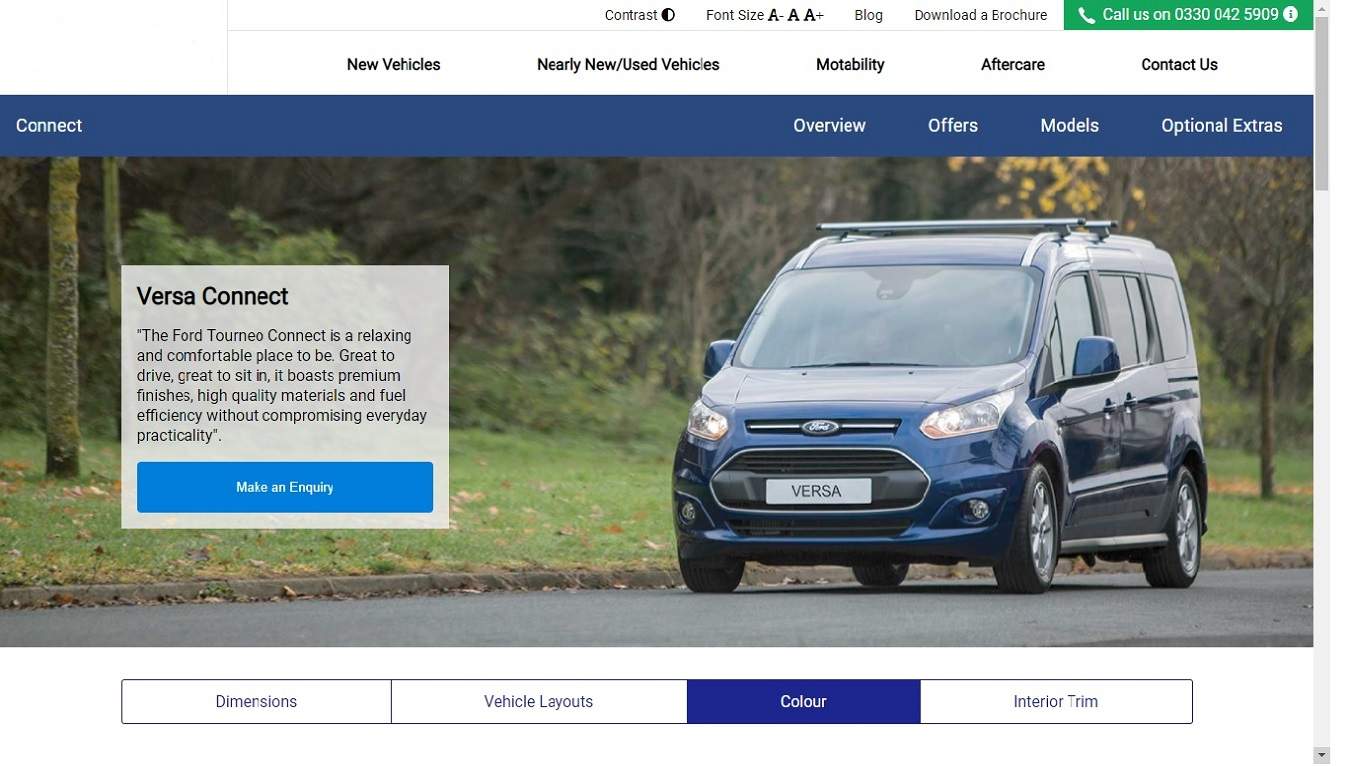 Contrast Font Size A- A A+ Blog Download a Brochure Call us on 0330 042 5909
New Vehicles Nearly New/Used Vehicles Motability Aftercare Contact Us
Connect Overview Offers Models Optional Extras
Versa Connect
"The Ford Tourneo Connect is a relaxing
and comfortable place to be. Great to
drive, great to sit in, it boasts premium
finishes, high quality materials and fuel
efficiency without compromising everyday
practicality".
Make an Enquiry
Ford
VERSA
Dimensions Vehicle Layouts Colour Interior Trim